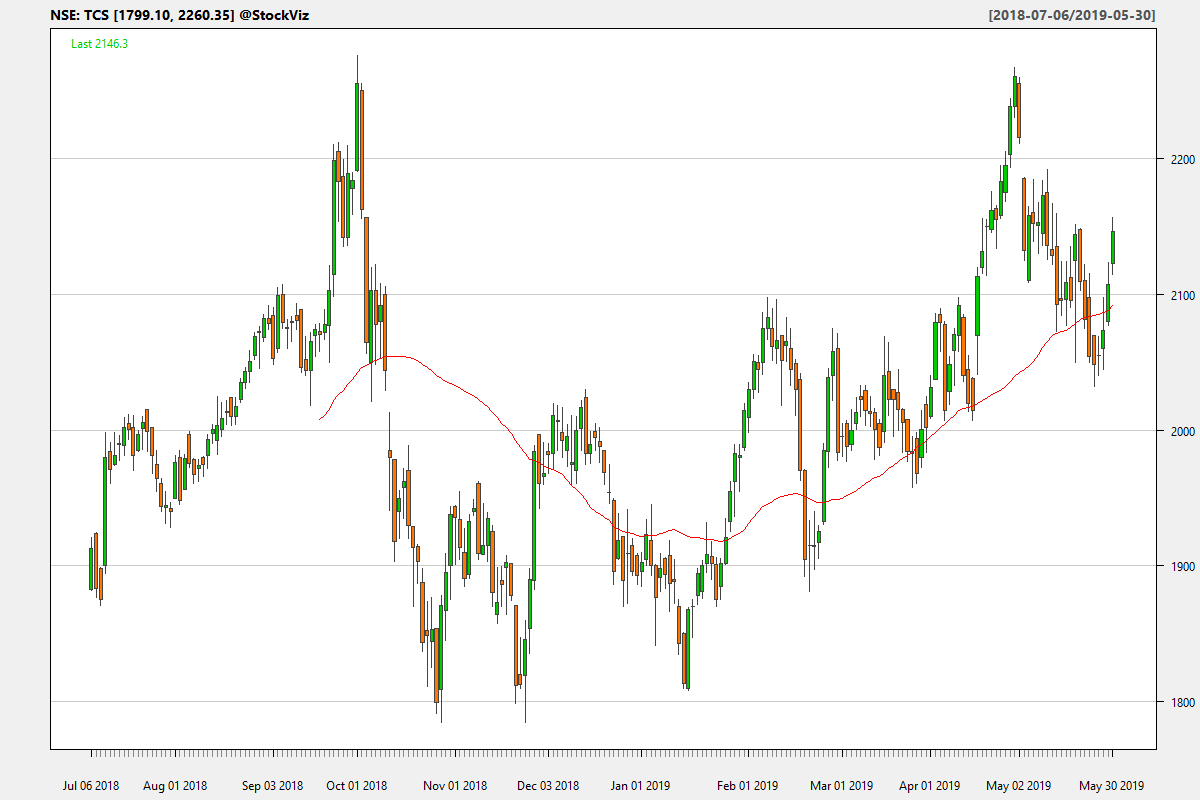 NSE: TCS [1799.10, 2260.35] @StockViz
[2018-07-06/2019-05-30]
Last 2146.3
2200
2100
2000
1900
1800
Jul 06 2018
Aug 01 2018
Sep 03 2018
Oct 01 2018
Nov 01 2018
Dec 03 2018
Jan 01 2019
Feb 01 2019
Mar 01 2019
Apr 01 2019
May 02 2019
May 30 2019